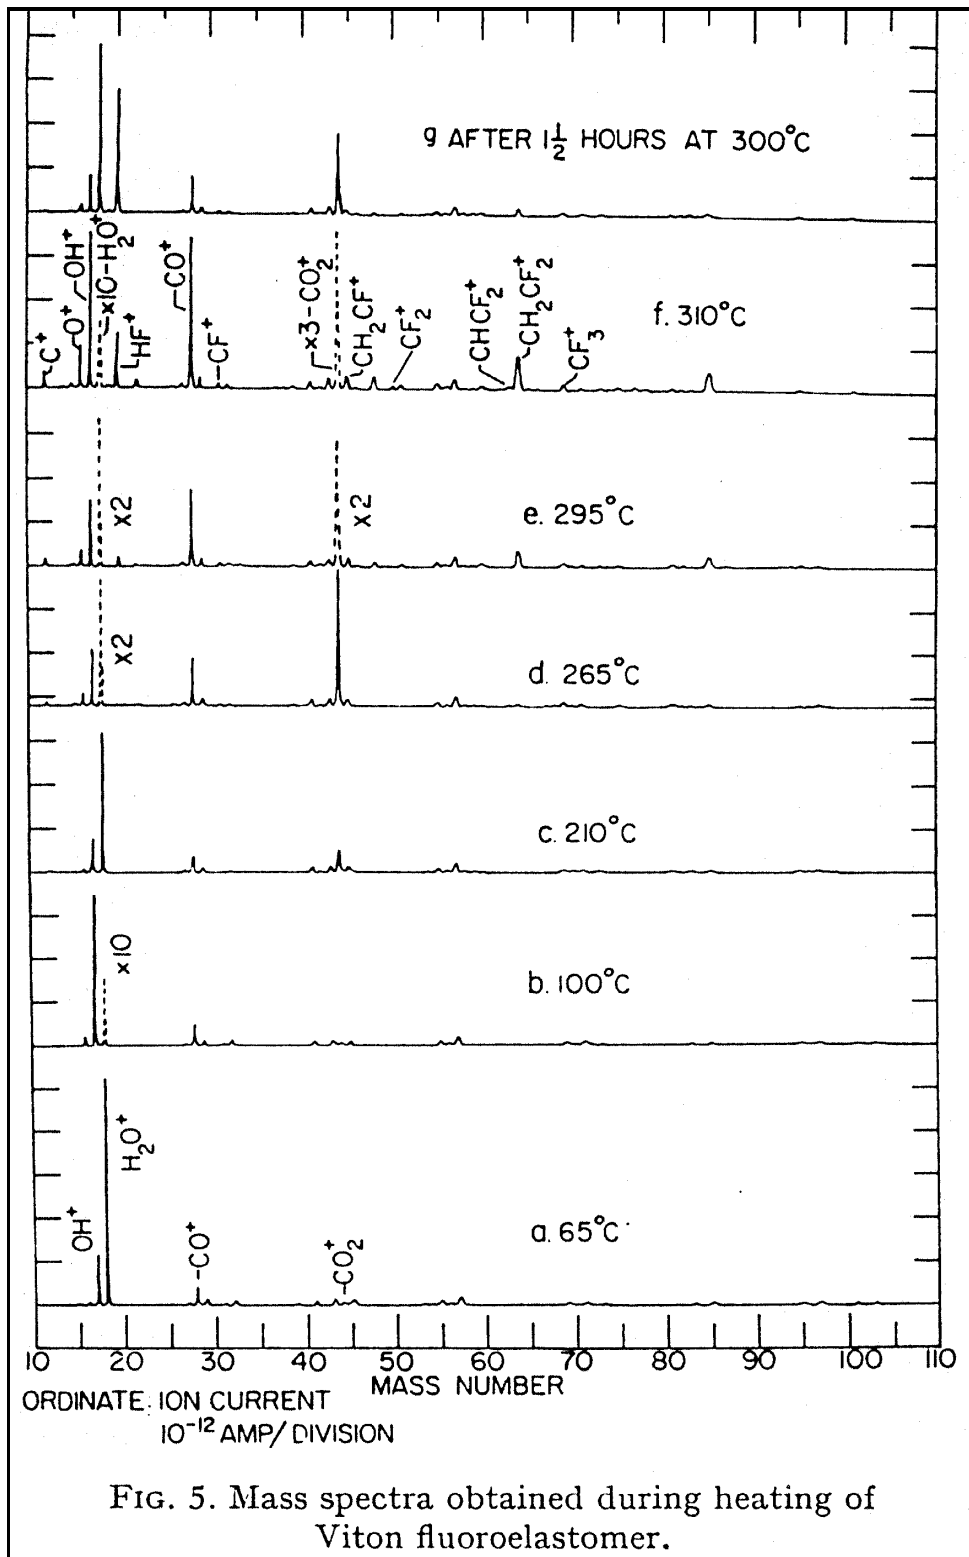 g AFTER 1½ HOURS AT 300°C
C⁺
O⁺
OH⁺
x10-H₂O⁺
HF⁺
CO⁺
CF⁺
x3-CO₂⁺
CH₂CF⁺
CF₂⁺
CHCF₂⁺
CH₂CF₂⁺
CF₃⁺
f. 310°C
x2
x2
e. 295°C
x2
d. 265°C
c. 210°C
x10
b. 100°C
OH⁺
H₂O⁺
-CO⁺
-CO₂⁺
a. 65°C
10 20 30 40 50 60 70 80 90 100 110
MASS NUMBER
ORDINATE: ION CURRENT
10⁻¹² AMP/DIVISION
FIG. 5. Mass spectra obtained during heating of
Viton fluoroelastomer.